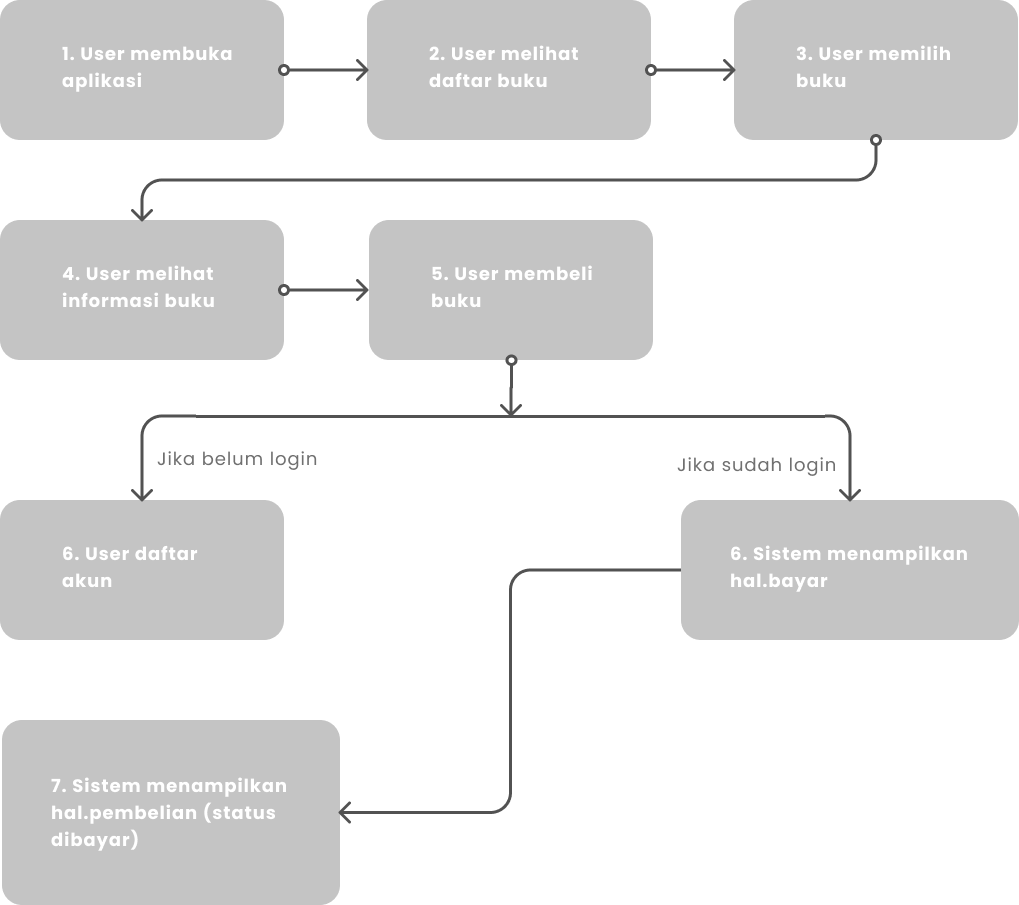 1. User membuka
aplikasi
2. User melihat
daftar buku
3. User memilih
buku
4. User melihat
informasi buku
5. User membeli
buku
Jika belum login
Jika sudah login
6. User daftar
akun
6. Sistem menampilkan
hal.bayar
7. Sistem menampilkan
hal.pembelian (status
dibayar)